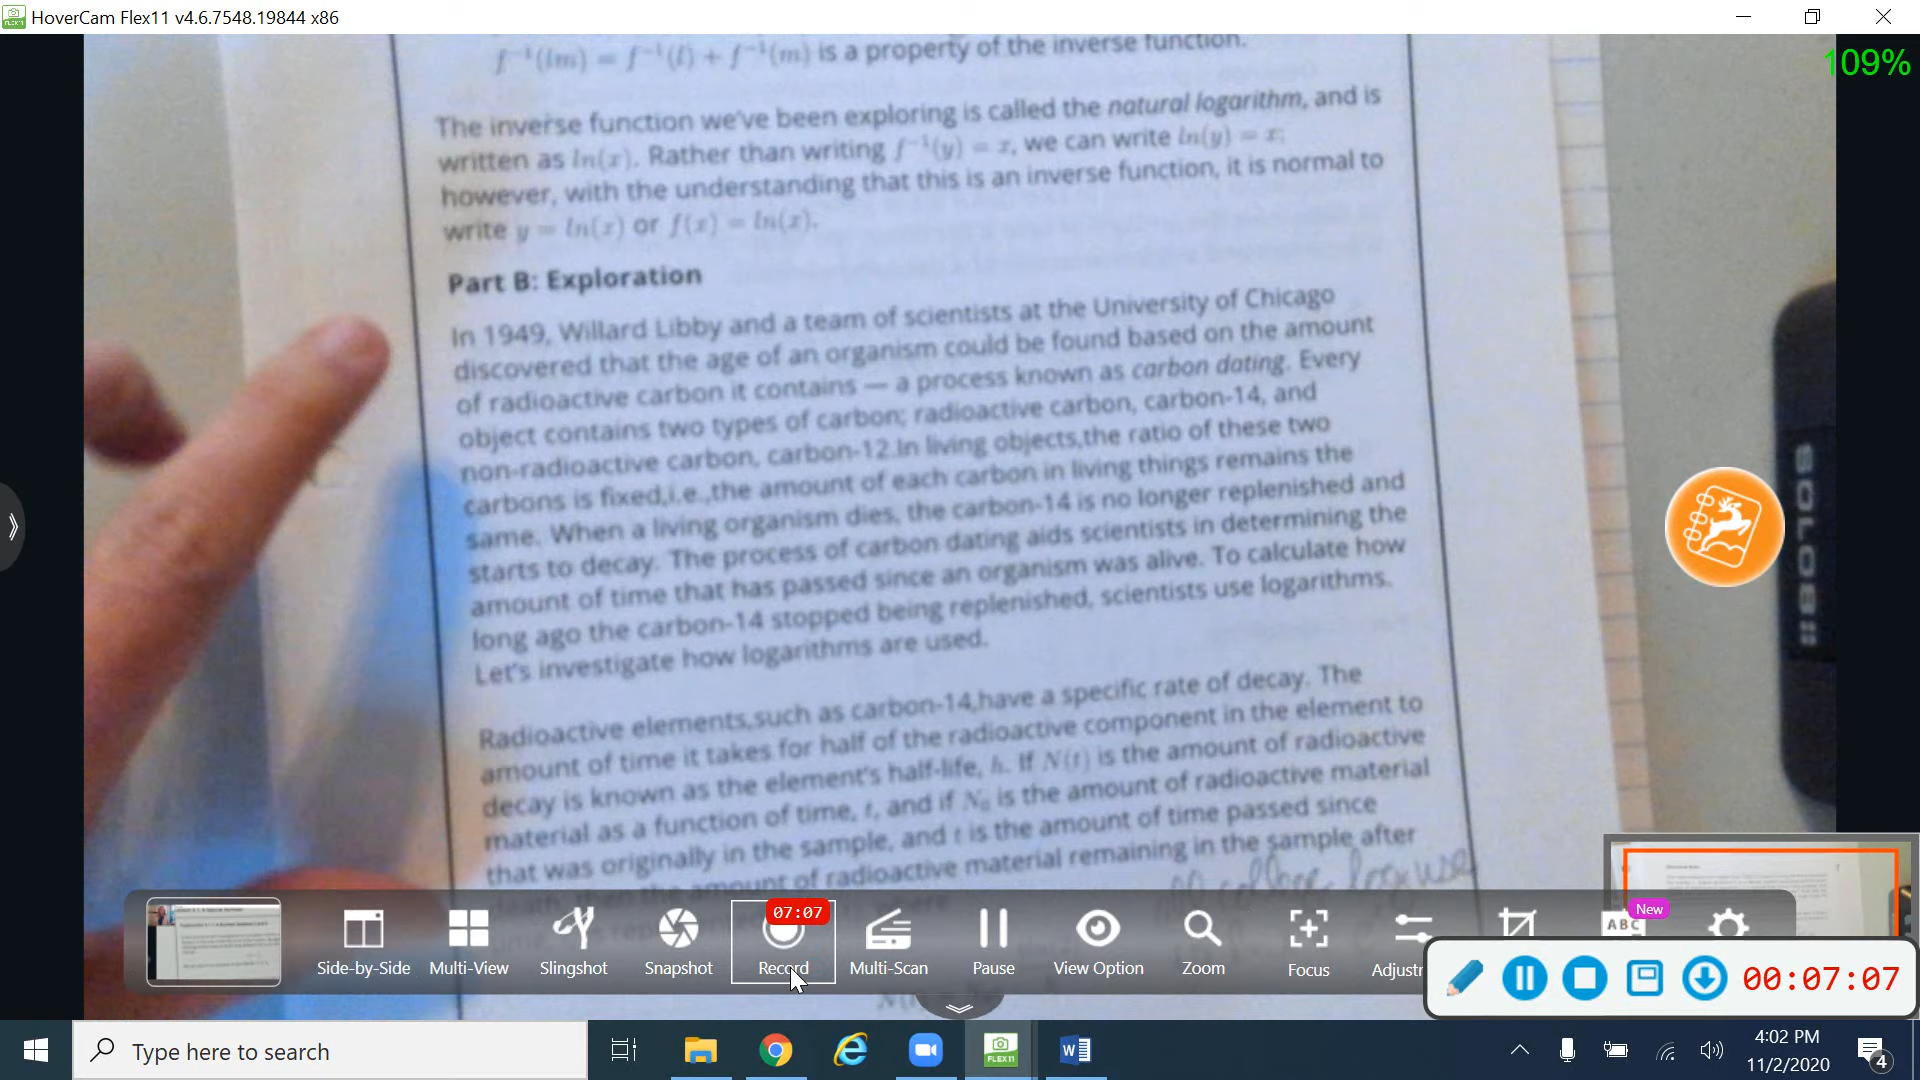 HoverCam Flex11 v4.6.7548.19844 x86
109%
f⁻¹(lm) = f⁻¹(l) + f⁻¹(m) is a property of the inverse function.
The inverse function we've been exploring is called the natural logarithm, and is
written as ln(x). Rather than writing f⁻¹(y) = x, we can write ln(y) = x;
however, with the understanding that this is an inverse function, it is normal to
write y = ln(x) or f(x) = ln(x).
Part B: Exploration
In 1949, Willard Libby and a team of scientists at the University of Chicago
discovered that the age of an organism could be found based on the amount
of radioactive carbon it contains — a process known as carbon dating. Every
object contains two types of carbon; radioactive carbon, carbon-14, and
non-radioactive carbon, carbon-12.In living objects,the ratio of these two
carbons is fixed,i.e.,the amount of each carbon in living things remains the
same. When a living organism dies, the carbon-14 is no longer replenished and
starts to decay. The process of carbon dating aids scientists in determining the
amount of time that has passed since an organism was alive. To calculate how
long ago the carbon-14 stopped being replenished, scientists use logarithms.
Let's investigate how logarithms are used.
Radioactive elements,such as carbon-14,have a specific rate of decay. The
amount of time it takes for half of the radioactive component in the element to
decay is known as the element's half-life, h. If N(t) is the amount of radioactive
material as a function of time, t, and if N₀ is the amount of radioactive material
that was originally in the sample, and t is the amount of time passed since
amount of radioactive material remaining in the sample after
SOLO8
07:07
New
ABC
Side-by-Side
Multi-View
Slingshot
Snapshot
Record
Multi-Scan
Pause
View Option
Zoom
Focus
Adjustm
00:07:07
Type here to search
FLEX11
4:02 PM
11/2/2020
4